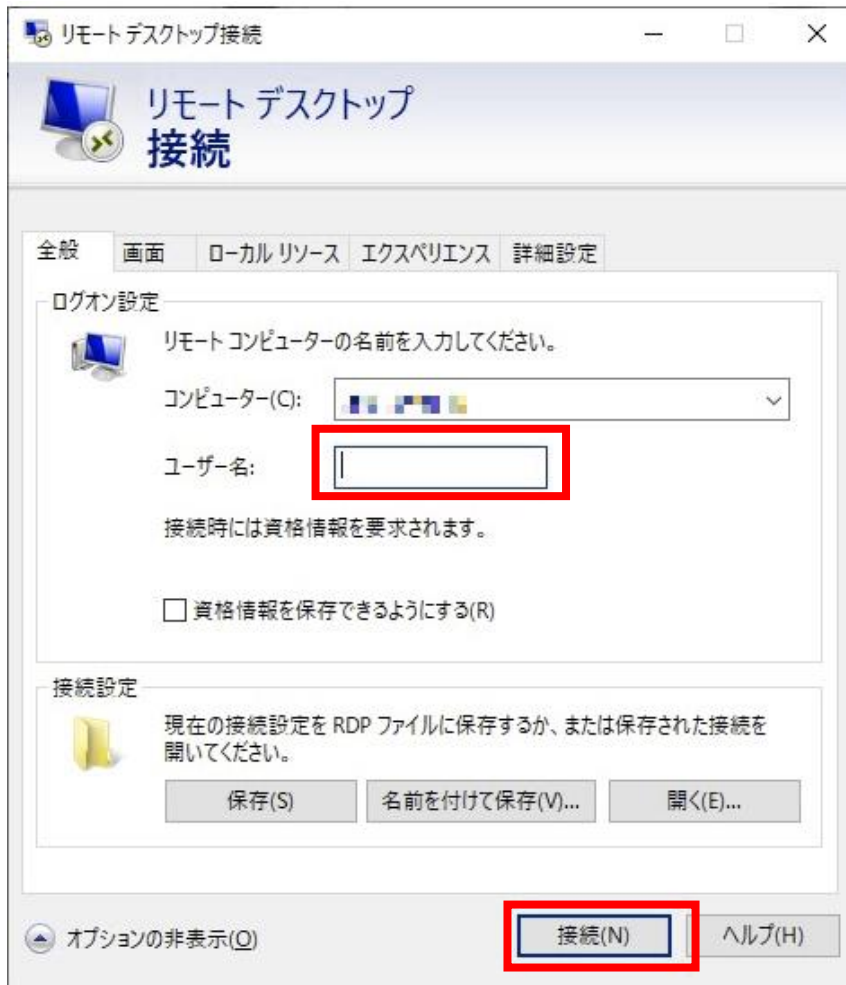 リモート デスクトップ接続
リモート デスクトップ
接続
全般 画面 ローカル リソース エクスペリエンス 詳細設定
ログオン設定
リモート コンピューターの名前を入力してください。
コンピューター(C):
ユーザー名:
接続時には資格情報を要求されます。
資格情報を保存できるようにする(R)
接続設定
現在の接続設定を RDP ファイルに保存するか、または保存された接続を
開いてください。
保存(S) 名前を付けて保存(V)... 開く(E)...
オプションの非表示(O) 接続(N) ヘルプ(H)